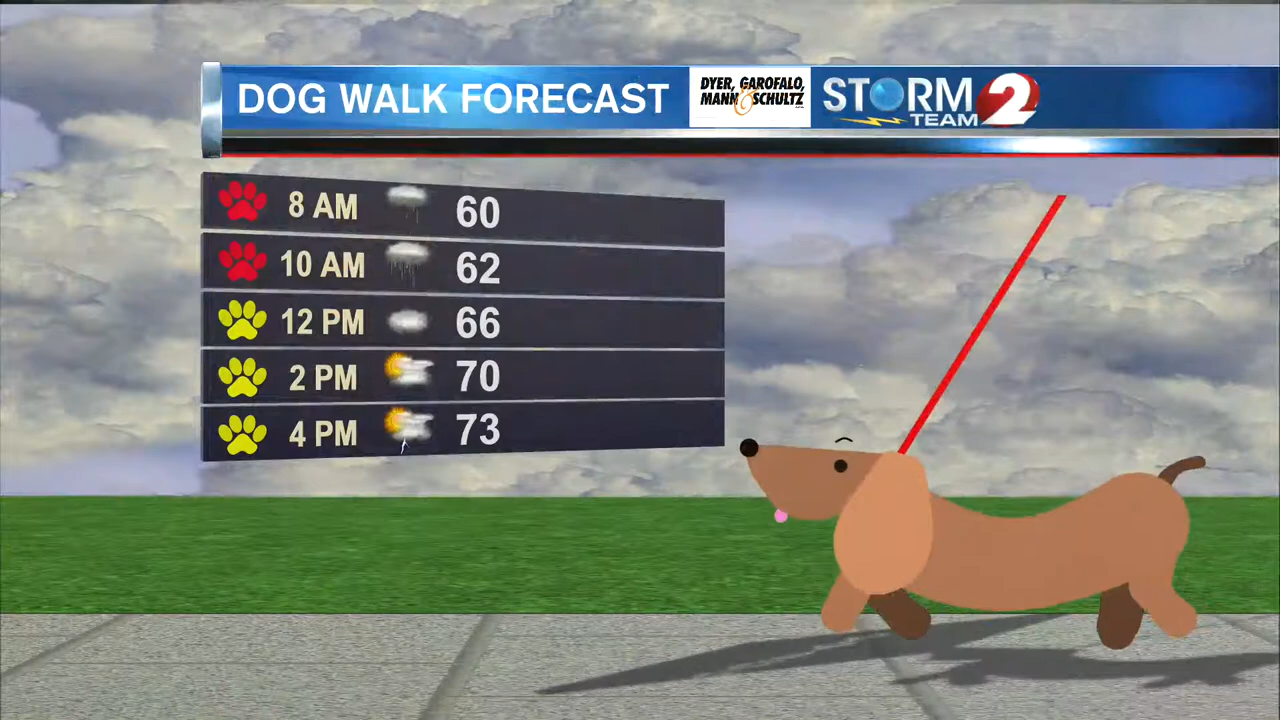 DOG WALK FORECAST
DYER, GAROFALO,
MANN & SCHULTZ
STORM
TEAM 2
8 AM 60
10 AM 62
12 PM 66
2 PM 70
4 PM 73